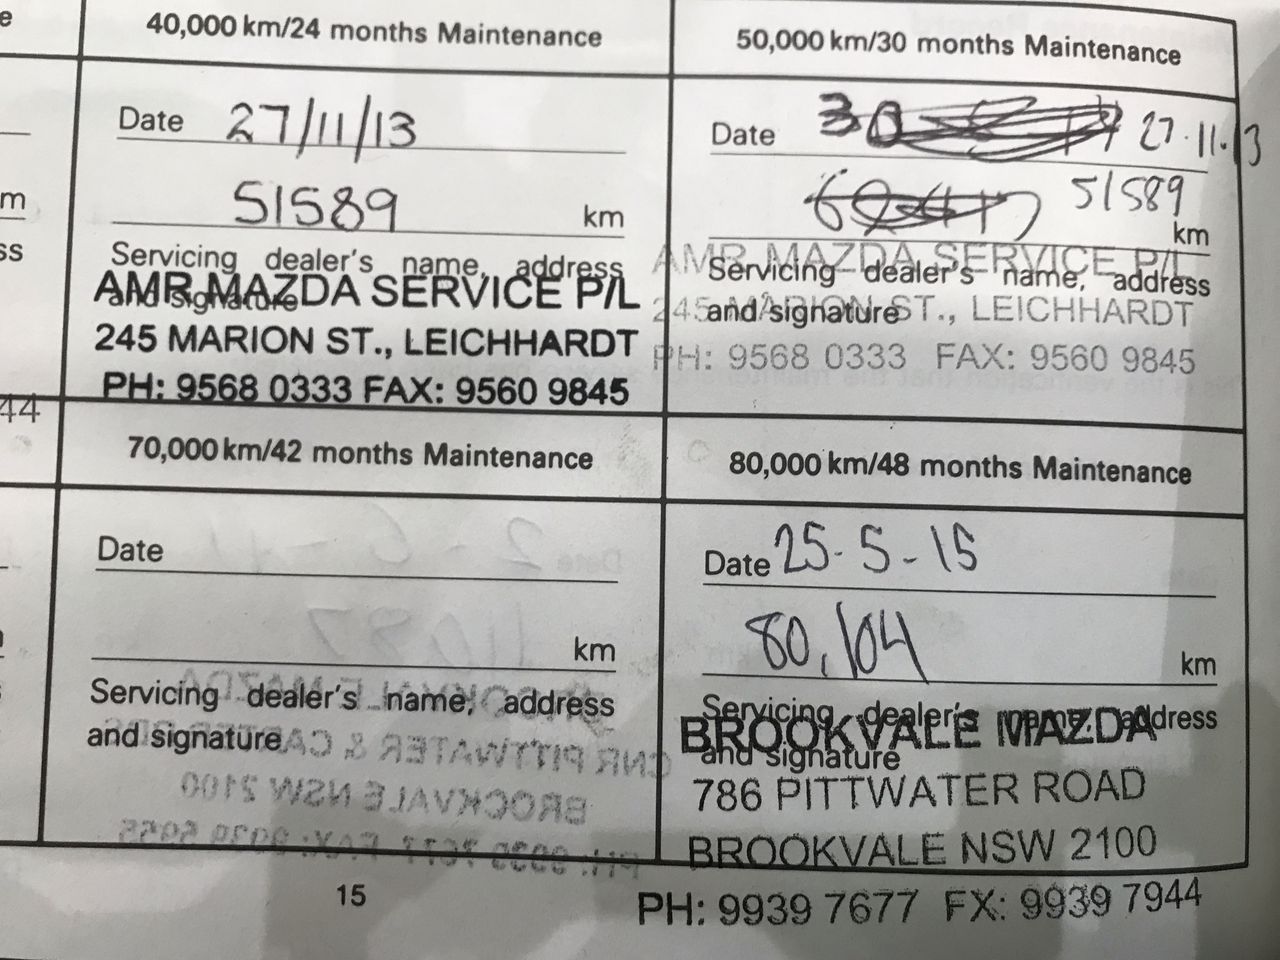 40,000 km/24 months Maintenance
Date 27/11/13
51589 km
Servicing dealer's name, address
and signature
AMR MAZDA SERVICE P/L
245 MARION ST., LEICHHARDT
PH: 9568 0333 FAX: 9560 9845
50,000 km/30 months Maintenance
Date 30 27.11.13
51589
km
Servicing dealer's name, address
and signature
AMR MAZDA SERVICE P/L
245 MARION ST., LEICHHARDT
PH: 9568 0333 FAX: 9560 9845
44
70,000 km/42 months Maintenance
Date
km
Servicing dealer's name, address
and signature
80,000 km/48 months Maintenance
Date 25-5-15
80,104 km
Servicing dealer's name, address
and signature
BROOKVALE MAZDA
786 PITTWATER ROAD
BROOKVALE NSW 2100
PH: 9939 7677 FX: 9939 7944
15